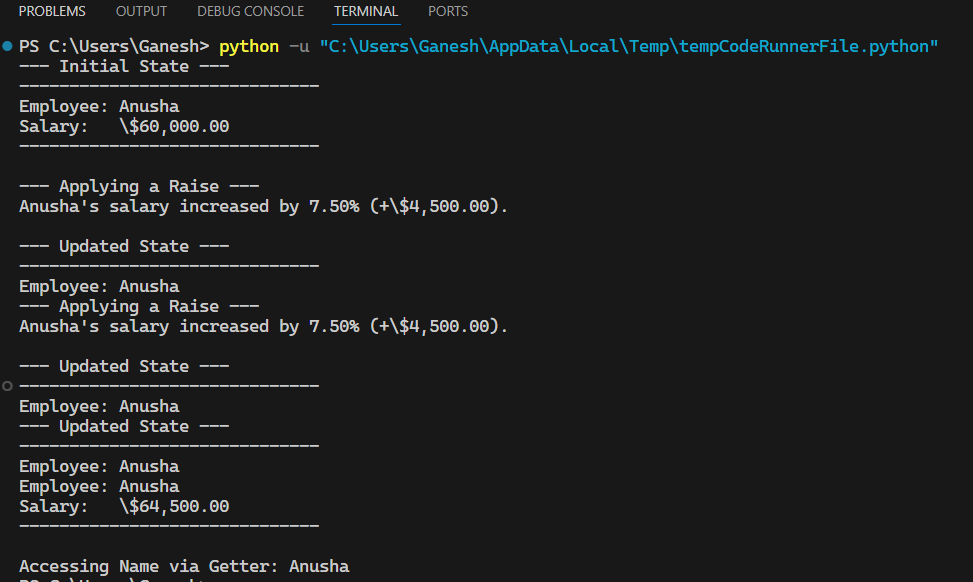 PROBLEMS OUTPUT DEBUG CONSOLE TERMINAL PORTS
PS C:\Users\Ganesh> python -u "C:\Users\Ganesh\AppData\Local\Temp\tempCodeRunnerFile.python"
--- Initial State ---
------------------------------
Employee: Anusha
Salary:   \$60,000.00
------------------------------
--- Applying a Raise ---
Anusha's salary increased by 7.50% (+\$4,500.00).
--- Updated State ---
------------------------------
Employee: Anusha
--- Applying a Raise ---
Anusha's salary increased by 7.50% (+\$4,500.00).
--- Updated State ---
------------------------------
Employee: Anusha
--- Updated State ---
------------------------------
Employee: Anusha
Employee: Anusha
Salary:   \$64,500.00
------------------------------
Accessing Name via Getter: Anusha